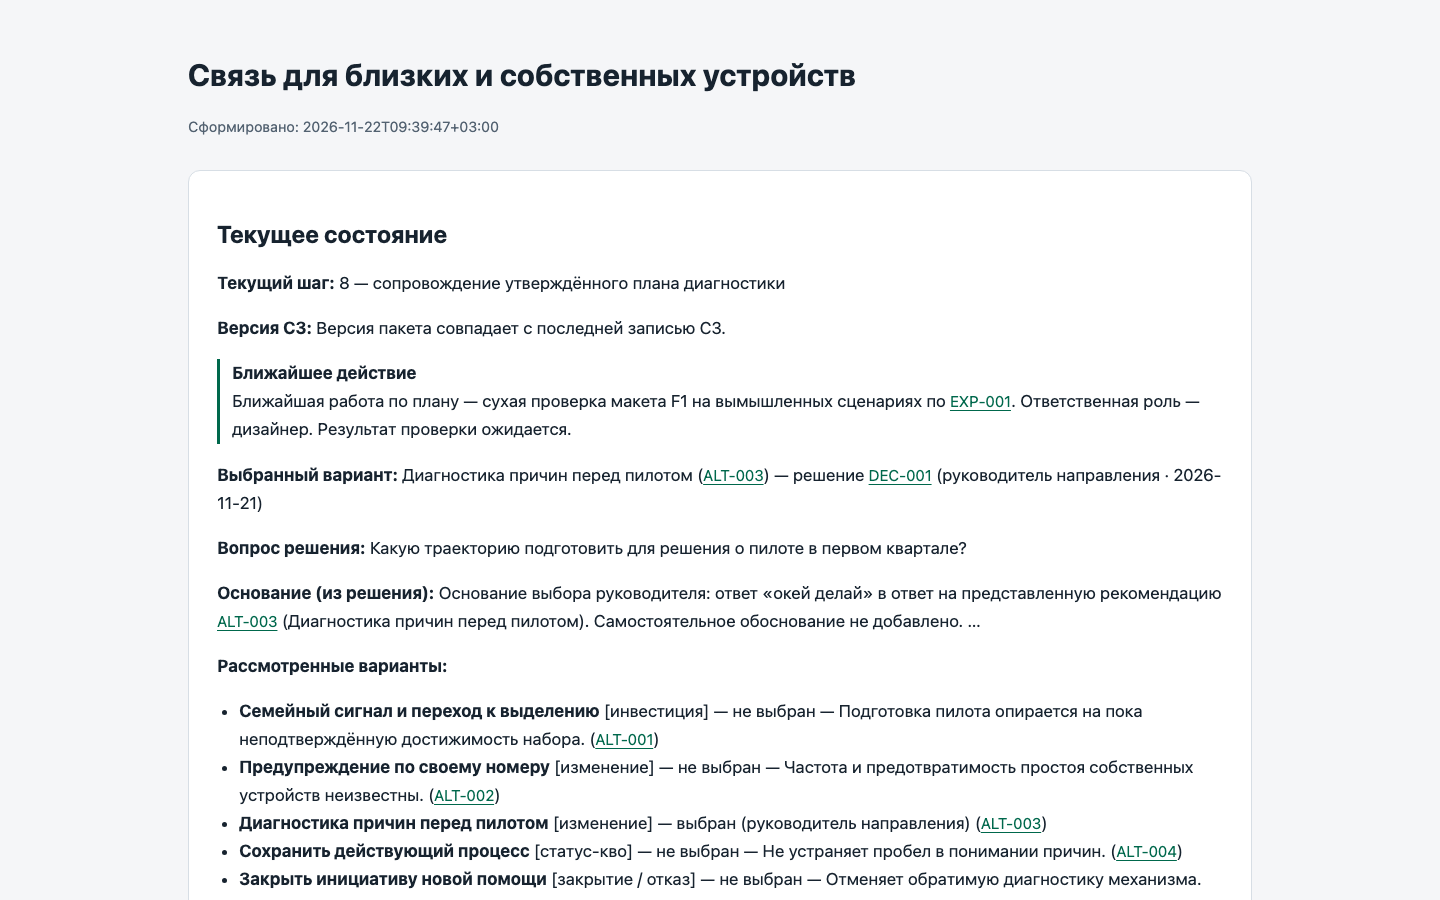 Связь для близких и собственных устройств
Сформировано: 2026-11-22T09:39:47+03:00
Текущее состояние
Текущий шаг: 8 — сопровождение утверждённого плана диагностики
Версия СЗ: Версия пакета совпадает с последней записью СЗ.
Ближайшее действие
Ближайшая работа по плану — сухая проверка макета F1 на вымышленных сценариях по EXP-001. Ответственная роль —
дизайнер. Результат проверки ожидается.
Выбранный вариант: Диагностика причин перед пилотом (ALT-003) — решение DEC-001 (руководитель направления · 2026-
11-21)
Вопрос решения: Какую траекторию подготовить для решения о пилоте в первом квартале?
Основание (из решения): Основание выбора руководителя: ответ «окей делай» в ответ на представленную рекомендацию
ALT-003 (Диагностика причин перед пилотом). Самостоятельное обоснование не добавлено. ...
Рассмотренные варианты:
• Семейный сигнал и переход к выделению [инвестиция] — не выбран — Подготовка пилота опирается на пока
неподтверждённую достижимость набора. (ALT-001)
• Предупреждение по своему номеру [изменение] — не выбран — Частота и предотвратимость простоя собственных
устройств неизвестны. (ALT-002)
• Диагностика причин перед пилотом [изменение] — выбран (руководитель направления) (ALT-003)
• Сохранить действующий процесс [статус-кво] — не выбран — Не устраняет пробел в понимании причин. (ALT-004)
• Закрыть инициативу новой помощи [закрытие / отказ] — не выбран — Отменяет обратимую диагностику механизма.